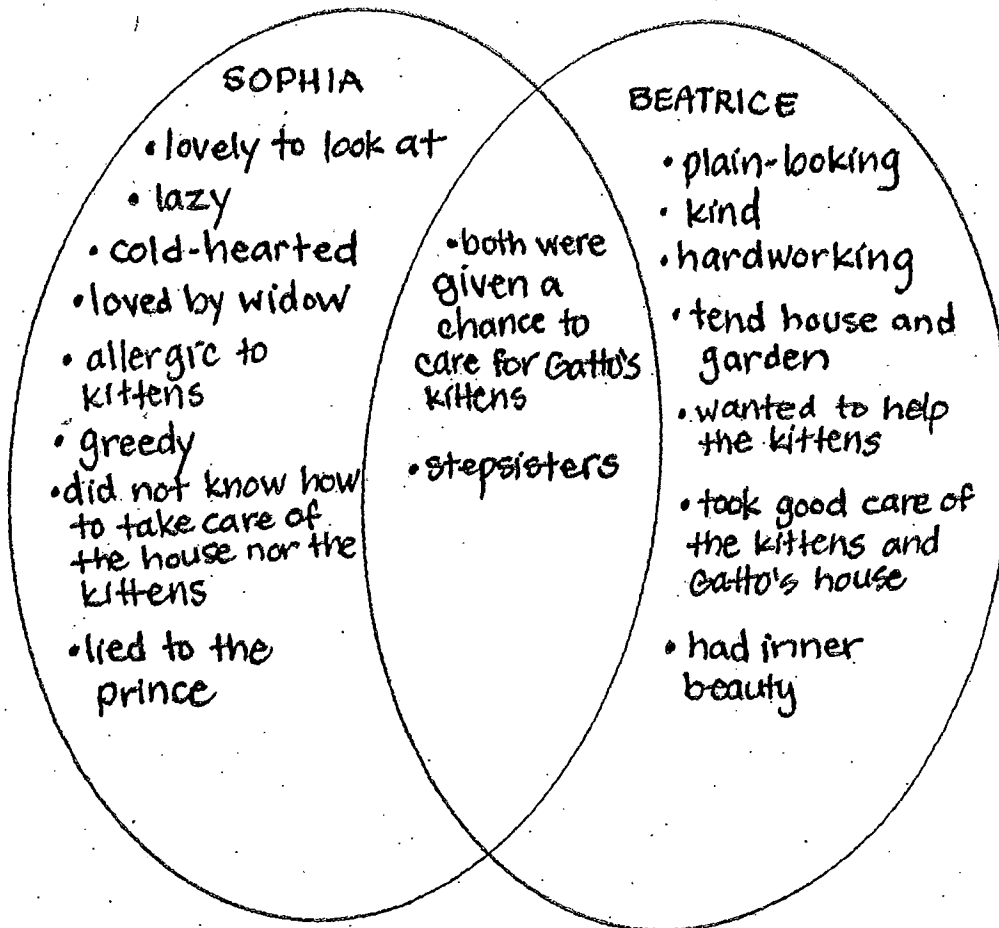 SOPHIA
• lovely to look at
• lazy
• cold-hearted
• loved by widow
• allergic to
kittens
• greedy
• did not know how
to take care of
the house nor the
kittens
• lied to the
prince
• both were
given a
chance to
care for Gatto's
kittens
• stepsisters
BEATRICE
• plain-looking
• kind
• hardworking
• tend house and
garden
• wanted to help
the kittens
• took good care of
the kittens and
Gatto's house
• had inner
beauty